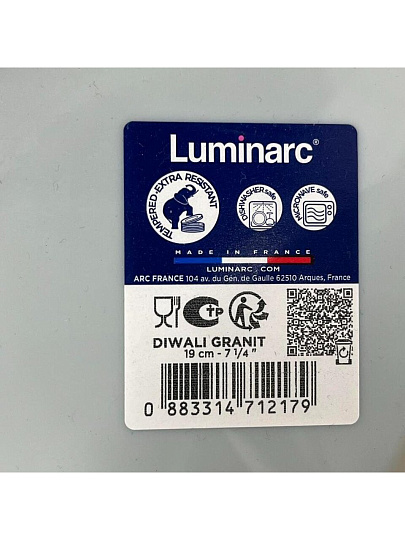 Luminarc®
TEMPERED-EXTRA RESISTANT
DISHWASHER safe
MICROWAVE safe
MADE IN FRANCE
LUMINARC.COM
ARC FRANCE 104 av. du Gén. de Gaulle 62510 Arques, France
DIWALI GRANIT
19 cm - 7 1/4"
0 883314 712179